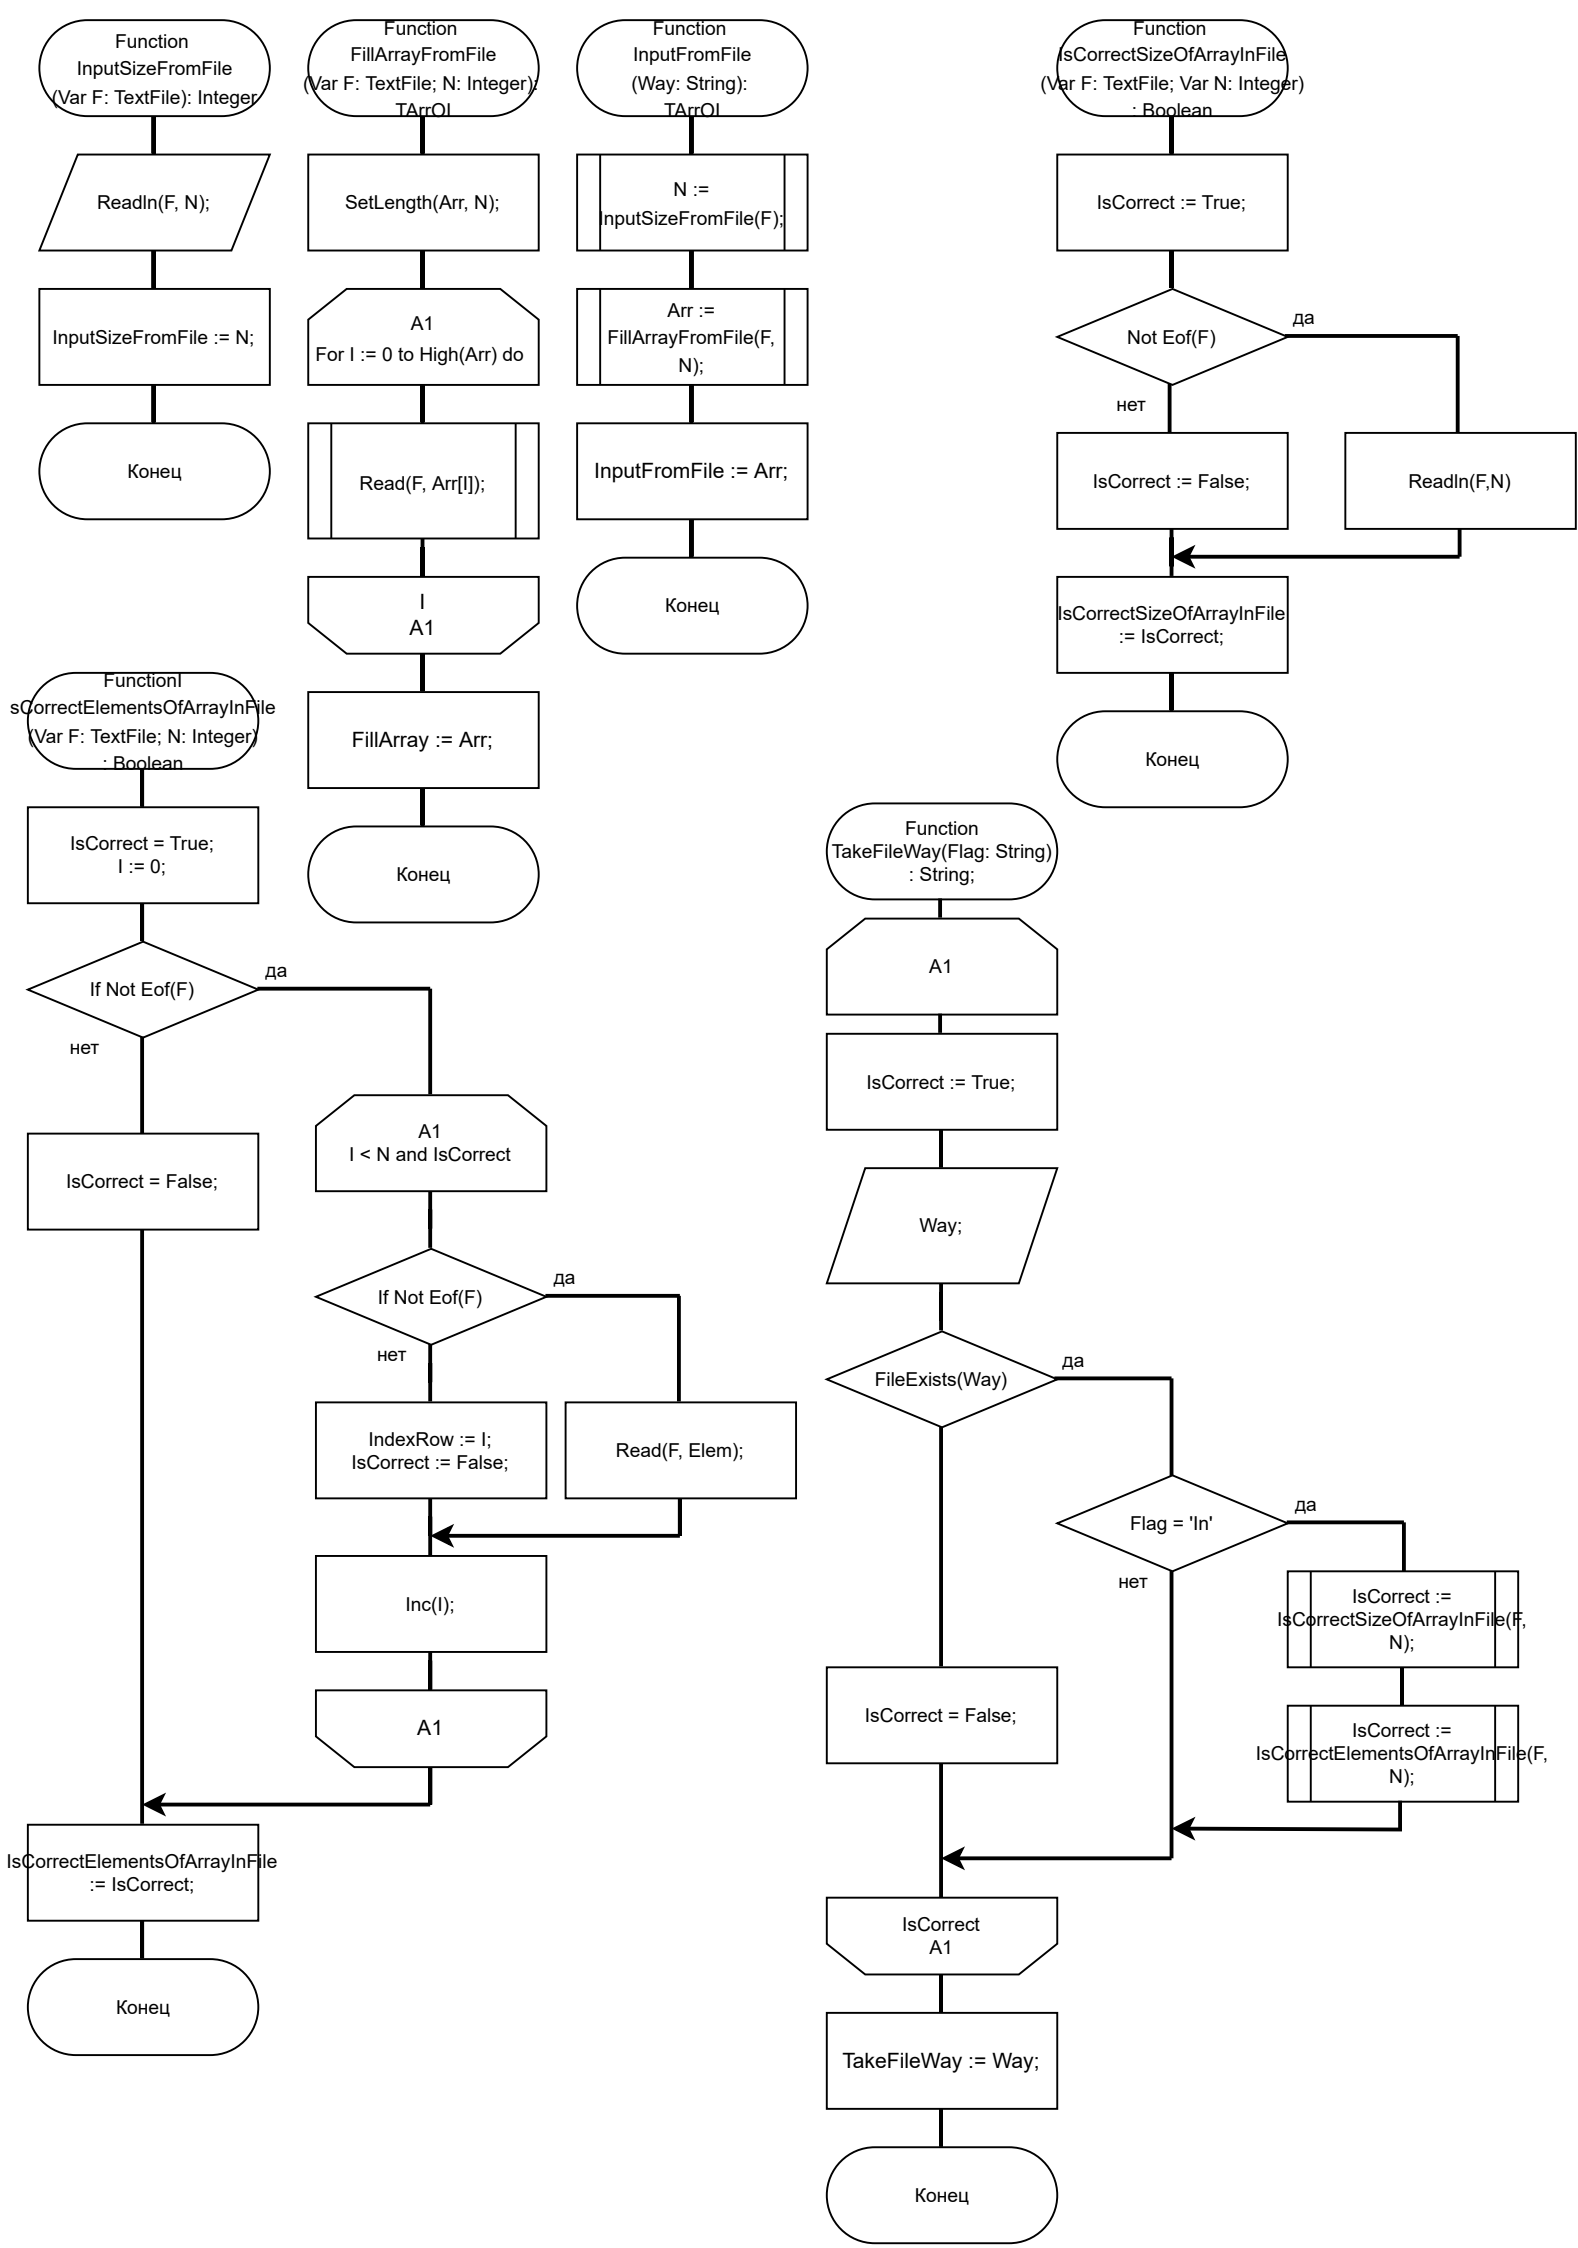 Function
InputSizeFromFile
(Var F: TextFile): Integer
Readln(F, N);
InputSizeFromFile := N;
Конец
Function
FillArrayFromFile
(Var F: TextFile; N: Integer):
TArrOI
SetLength(Arr, N);
A1
For I := 0 to High(Arr) do
Read(F, Arr[I]);
I
A1
FillArray := Arr;
Конец
Function
InputFromFile
(Way: String):
TArrOI
N :=
InputSizeFromFile(F);
Arr :=
FillArrayFromFile(F,
N);
InputFromFile := Arr;
Конец
Function
IsCorrectSizeOfArrayInFile
(Var F: TextFile; Var N: Integer)
: Boolean
IsCorrect := True;
Not Eof(F)
да
нет
IsCorrect := False;
Readln(F,N)
IsCorrectSizeOfArrayInFile
:= IsCorrect;
Конец
FunctionI
sCorrectElementsOfArrayInFile
(Var F: TextFile; N: Integer)
: Boolean
IsCorrect = True;
I := 0;
If Not Eof(F)
да
нет
IsCorrect = False;
A1
I < N and IsCorrect
If Not Eof(F)
да
нет
IndexRow := I;
IsCorrect := False;
Read(F, Elem);
Inc(I);
A1
IsCorrectElementsOfArrayInFile
:= IsCorrect;
Конец
Function
TakeFileWay(Flag: String)
: String;
A1
IsCorrect := True;
Way;
FileExists(Way)
да
Flag = 'In'
да
нет
IsCorrect :=
IsCorrectSizeOfArrayInFile(F,
N);
IsCorrect = False;
IsCorrect :=
IsCorrectElementsOfArrayInFile(F,
N);
IsCorrect
A1
TakeFileWay := Way;
Конец